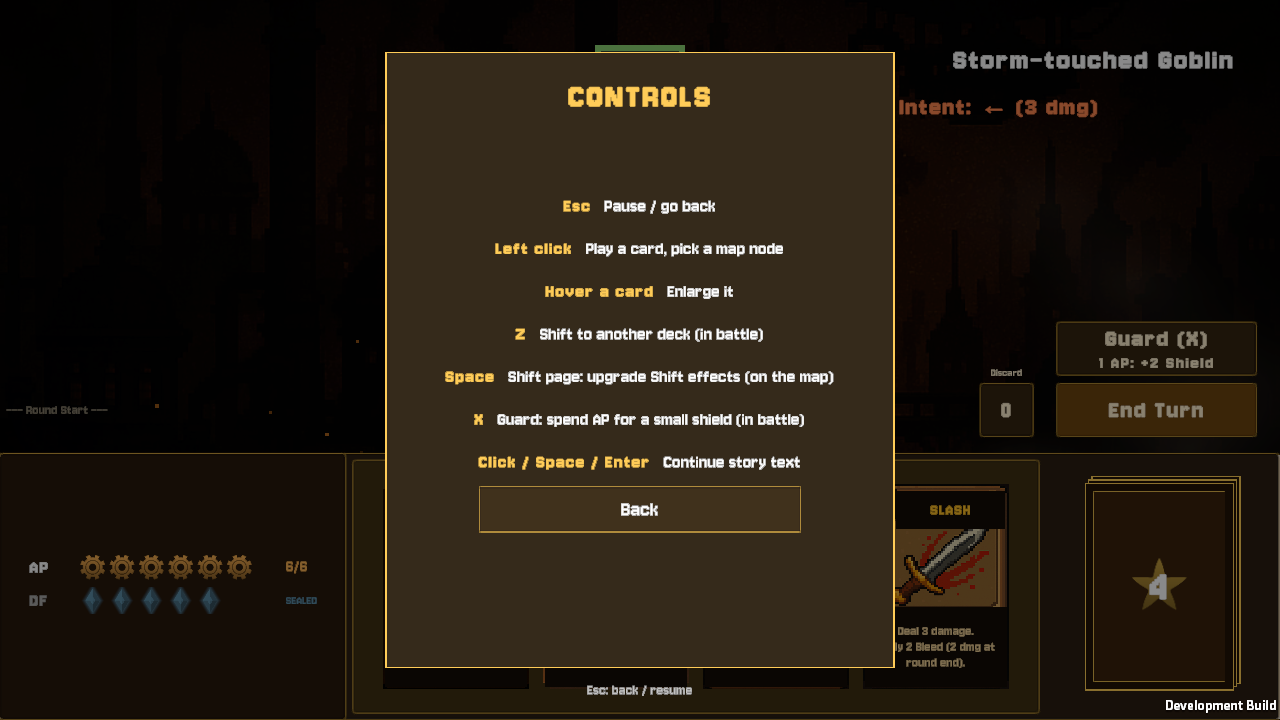 Storm-touched Goblin
Intent: ← (3 dmg)
CONTROLS
Esc Pause / go back
Left click Play a card, pick a map node
Hover a card Enlarge it
Z Shift to another deck (in battle)
Space Shift page: upgrade Shift effects (on the map)
X Guard: spend AP for a small shield (in battle)
Click / Space / Enter Continue story text
Back
Esc: back / resume
Guard (X)
1 AP: +2 Shield
Discard
0
End Turn
── Round Start ──
AP 6/6
DF SEALED
SLASH
Deal 3 damage.
2 Bleed (2 dmg at
round end).
4
Development Build